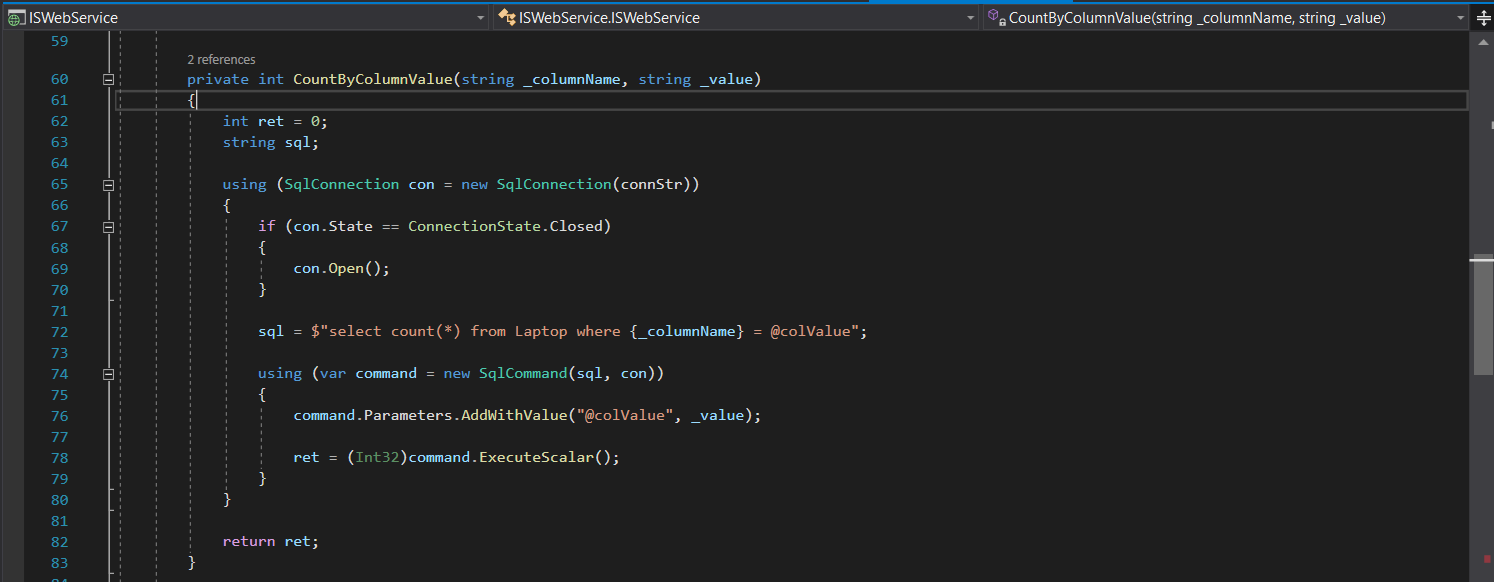 ISWebService ISWebService.ISWebService CountByColumnValue(string _columnName, string _value)
59
2 references
60 private int CountByColumnValue(string _columnName, string _value)
61 {
62 int ret = 0;
63 string sql;
64
65 using (SqlConnection con = new SqlConnection(connStr))
66 {
67 if (con.State == ConnectionState.Closed)
68 {
69 con.Open();
70 }
71
72 sql = $"select count(*) from Laptop where {_columnName} = @colValue";
73
74 using (var command = new SqlCommand(sql, con))
75 {
76 command.Parameters.AddWithValue("@colValue", _value);
77
78 ret = (Int32)command.ExecuteScalar();
79 }
80 }
81
82 return ret;
83 }